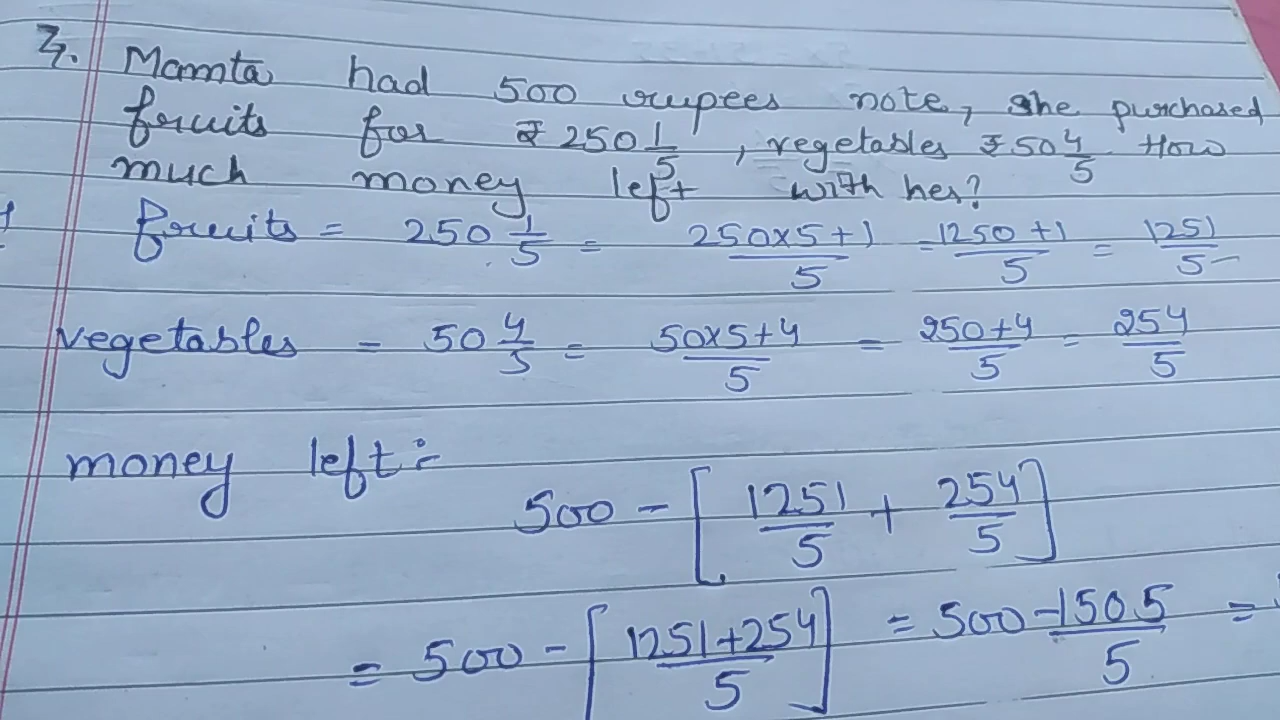 3. Mamta had 500 rupees note, she purchased
fruits for ₹250 1/5, vegetables ₹50 4/5 How
much money left with her?
fruits = 250 1/5 = 250×5+1/5 = 1250+1/5 = 1251/5
vegetables = 50 4/5 = 50×5+4/5 = 250+4/5 = 254/5
money left :-
500 - [1251/5 + 254/5]
= 500 - [1251+254/5] = 500 - 1505/5 =